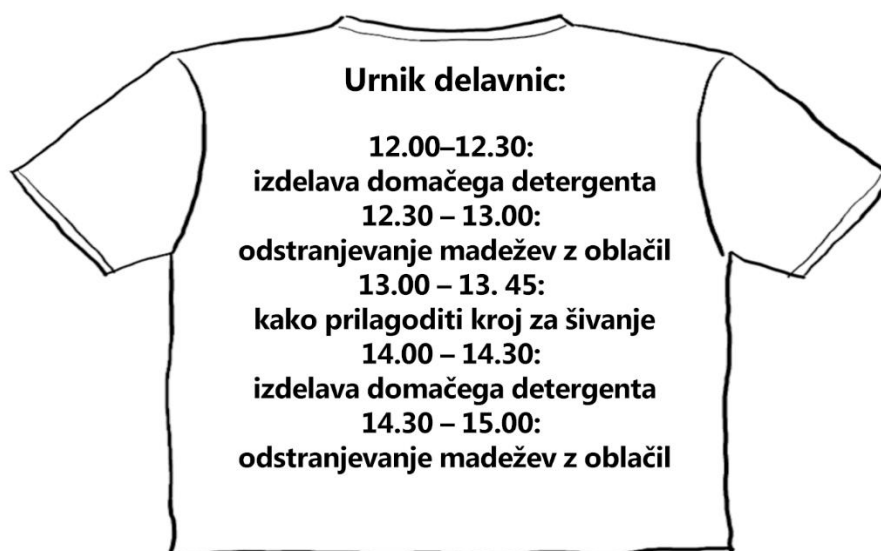 Urnik delavnic:
12.00–12.30:
izdelava domačega detergenta
12.30 – 13.00:
odstranjevanje madežev z oblačil
13.00 – 13. 45:
kako prilagoditi kroj za šivanje
14.00 – 14.30:
izdelava domačega detergenta
14.30 – 15.00:
odstranjevanje madežev z oblačil